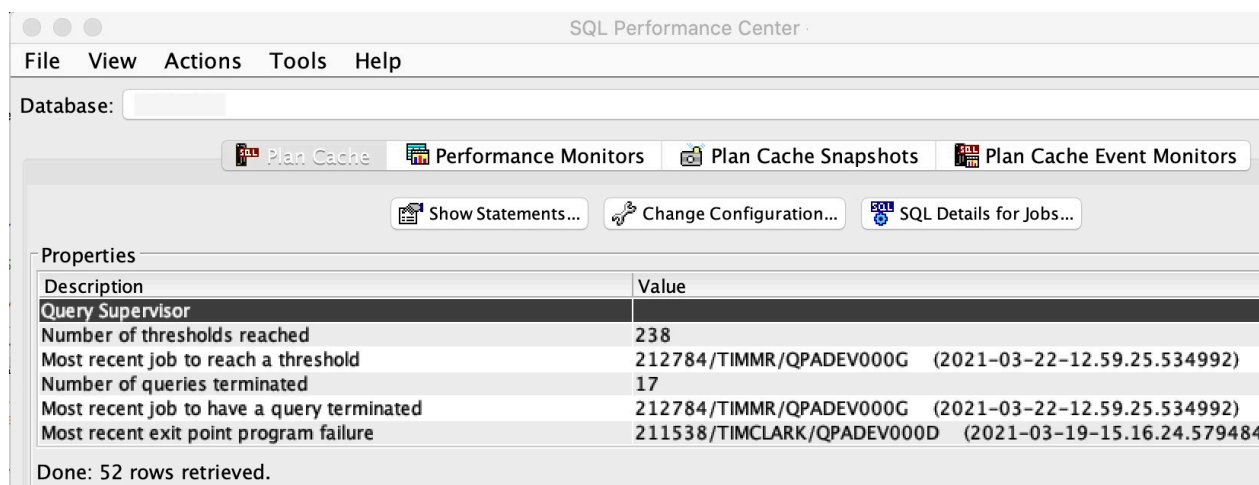 SQL Performance Center
File View Actions Tools Help
Database:
Plan Cache Performance Monitors Plan Cache Snapshots Plan Cache Event Monitors
Show Statements... Change Configuration... SQL Details for Jobs...
Properties
Description Value
Query Supervisor
Number of thresholds reached 238
Most recent job to reach a threshold 212784/TIMMR/QPADEV000G (2021-03-22-12.59.25.534992)
Number of queries terminated 17
Most recent job to have a query terminated 212784/TIMMR/QPADEV000G (2021-03-22-12.59.25.534992)
Most recent exit point program failure 211538/TIMCLARK/QPADEV000D (2021-03-19-15.16.24.579484
Done: 52 rows retrieved.